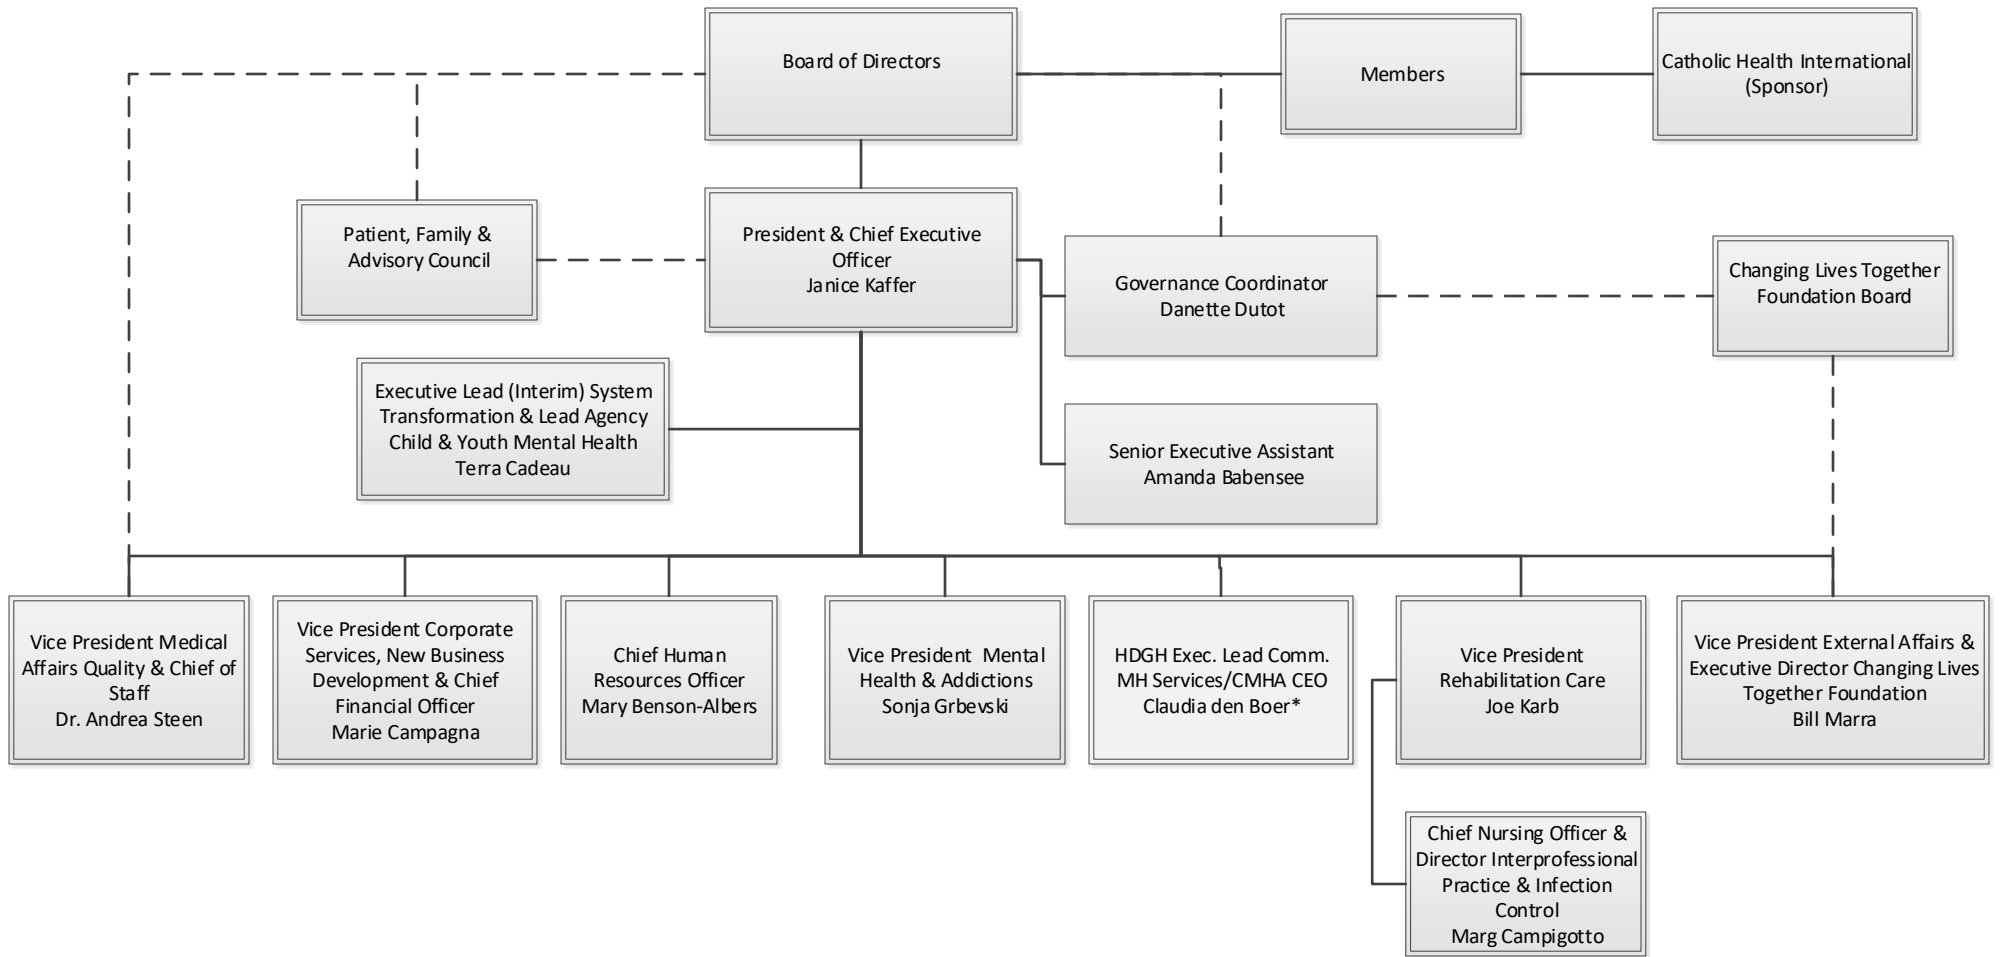 Board of Directors
Members
Catholic Health International
(Sponsor)
Patient, Family &
Advisory Council
President & Chief Executive
Officer
Janice Kaffer
Governance Coordinator
Danette Dutot
Changing Lives Together
Foundation Board
Executive Lead (Interim) System
Transformation & Lead Agency
Child & Youth Mental Health
Terra Cadeau
Senior Executive Assistant
Amanda Babensee
Vice President Medical
Affairs Quality & Chief of
Staff
Dr. Andrea Steen
Vice President Corporate
Services, New Business
Development & Chief
Financial Officer
Marie Campagna
Chief Human
Resources Officer
Mary Benson-Albers
Vice President Mental
Health & Addictions
Sonja Grbevski
HDGH Exec. Lead Comm.
MH Services/CMHA CEO
Claudia den Boer*
Vice President
Rehabilitation Care
Joe Karb
Vice President External Affairs &
Executive Director Changing Lives
Together Foundation
Bill Marra
Chief Nursing Officer &
Director Interprofessional
Practice & Infection
Control
Marg Campigotto